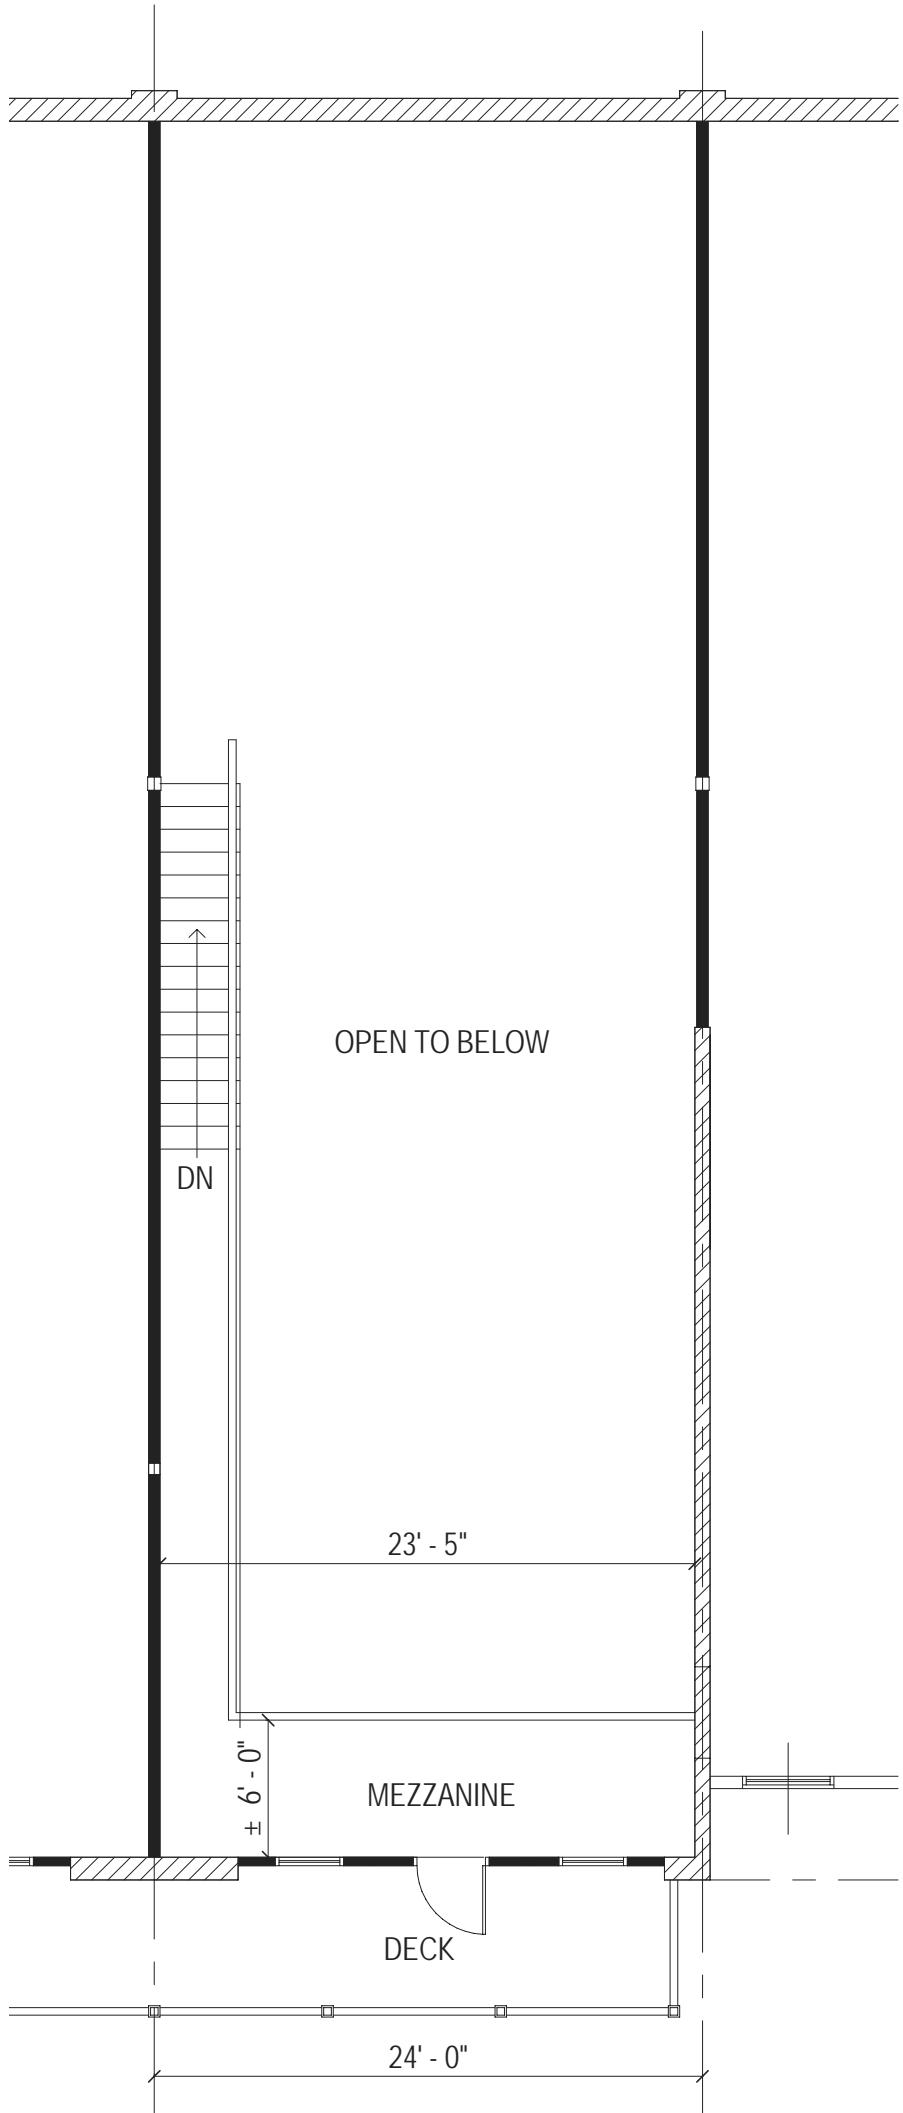 OPEN TO BELOW
DN
23' - 5"
± 6' - 0"
MEZZANINE
DECK
24' - 0"